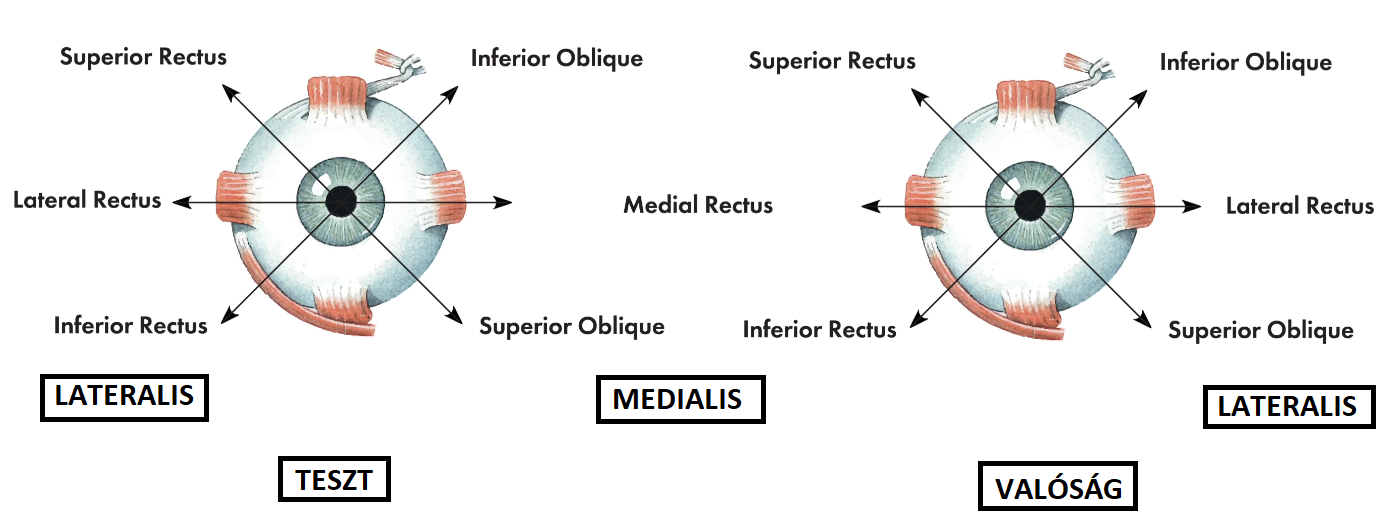 Superior Rectus
Inferior Oblique
Superior Rectus
Inferior Oblique
Lateral Rectus
Medial Rectus
Lateral Rectus
Inferior Rectus
Superior Oblique
Inferior Rectus
Superior Oblique
LATERALIS
MEDIALIS
LATERALIS
TESZT
VALÓSÁG